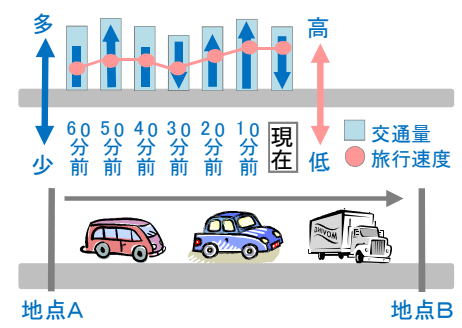 多
高
少
低
60分前
50分前
40分前
30分前
20分前
10分前
現在
交通量
旅行速度
MOVING
地点A
地点B